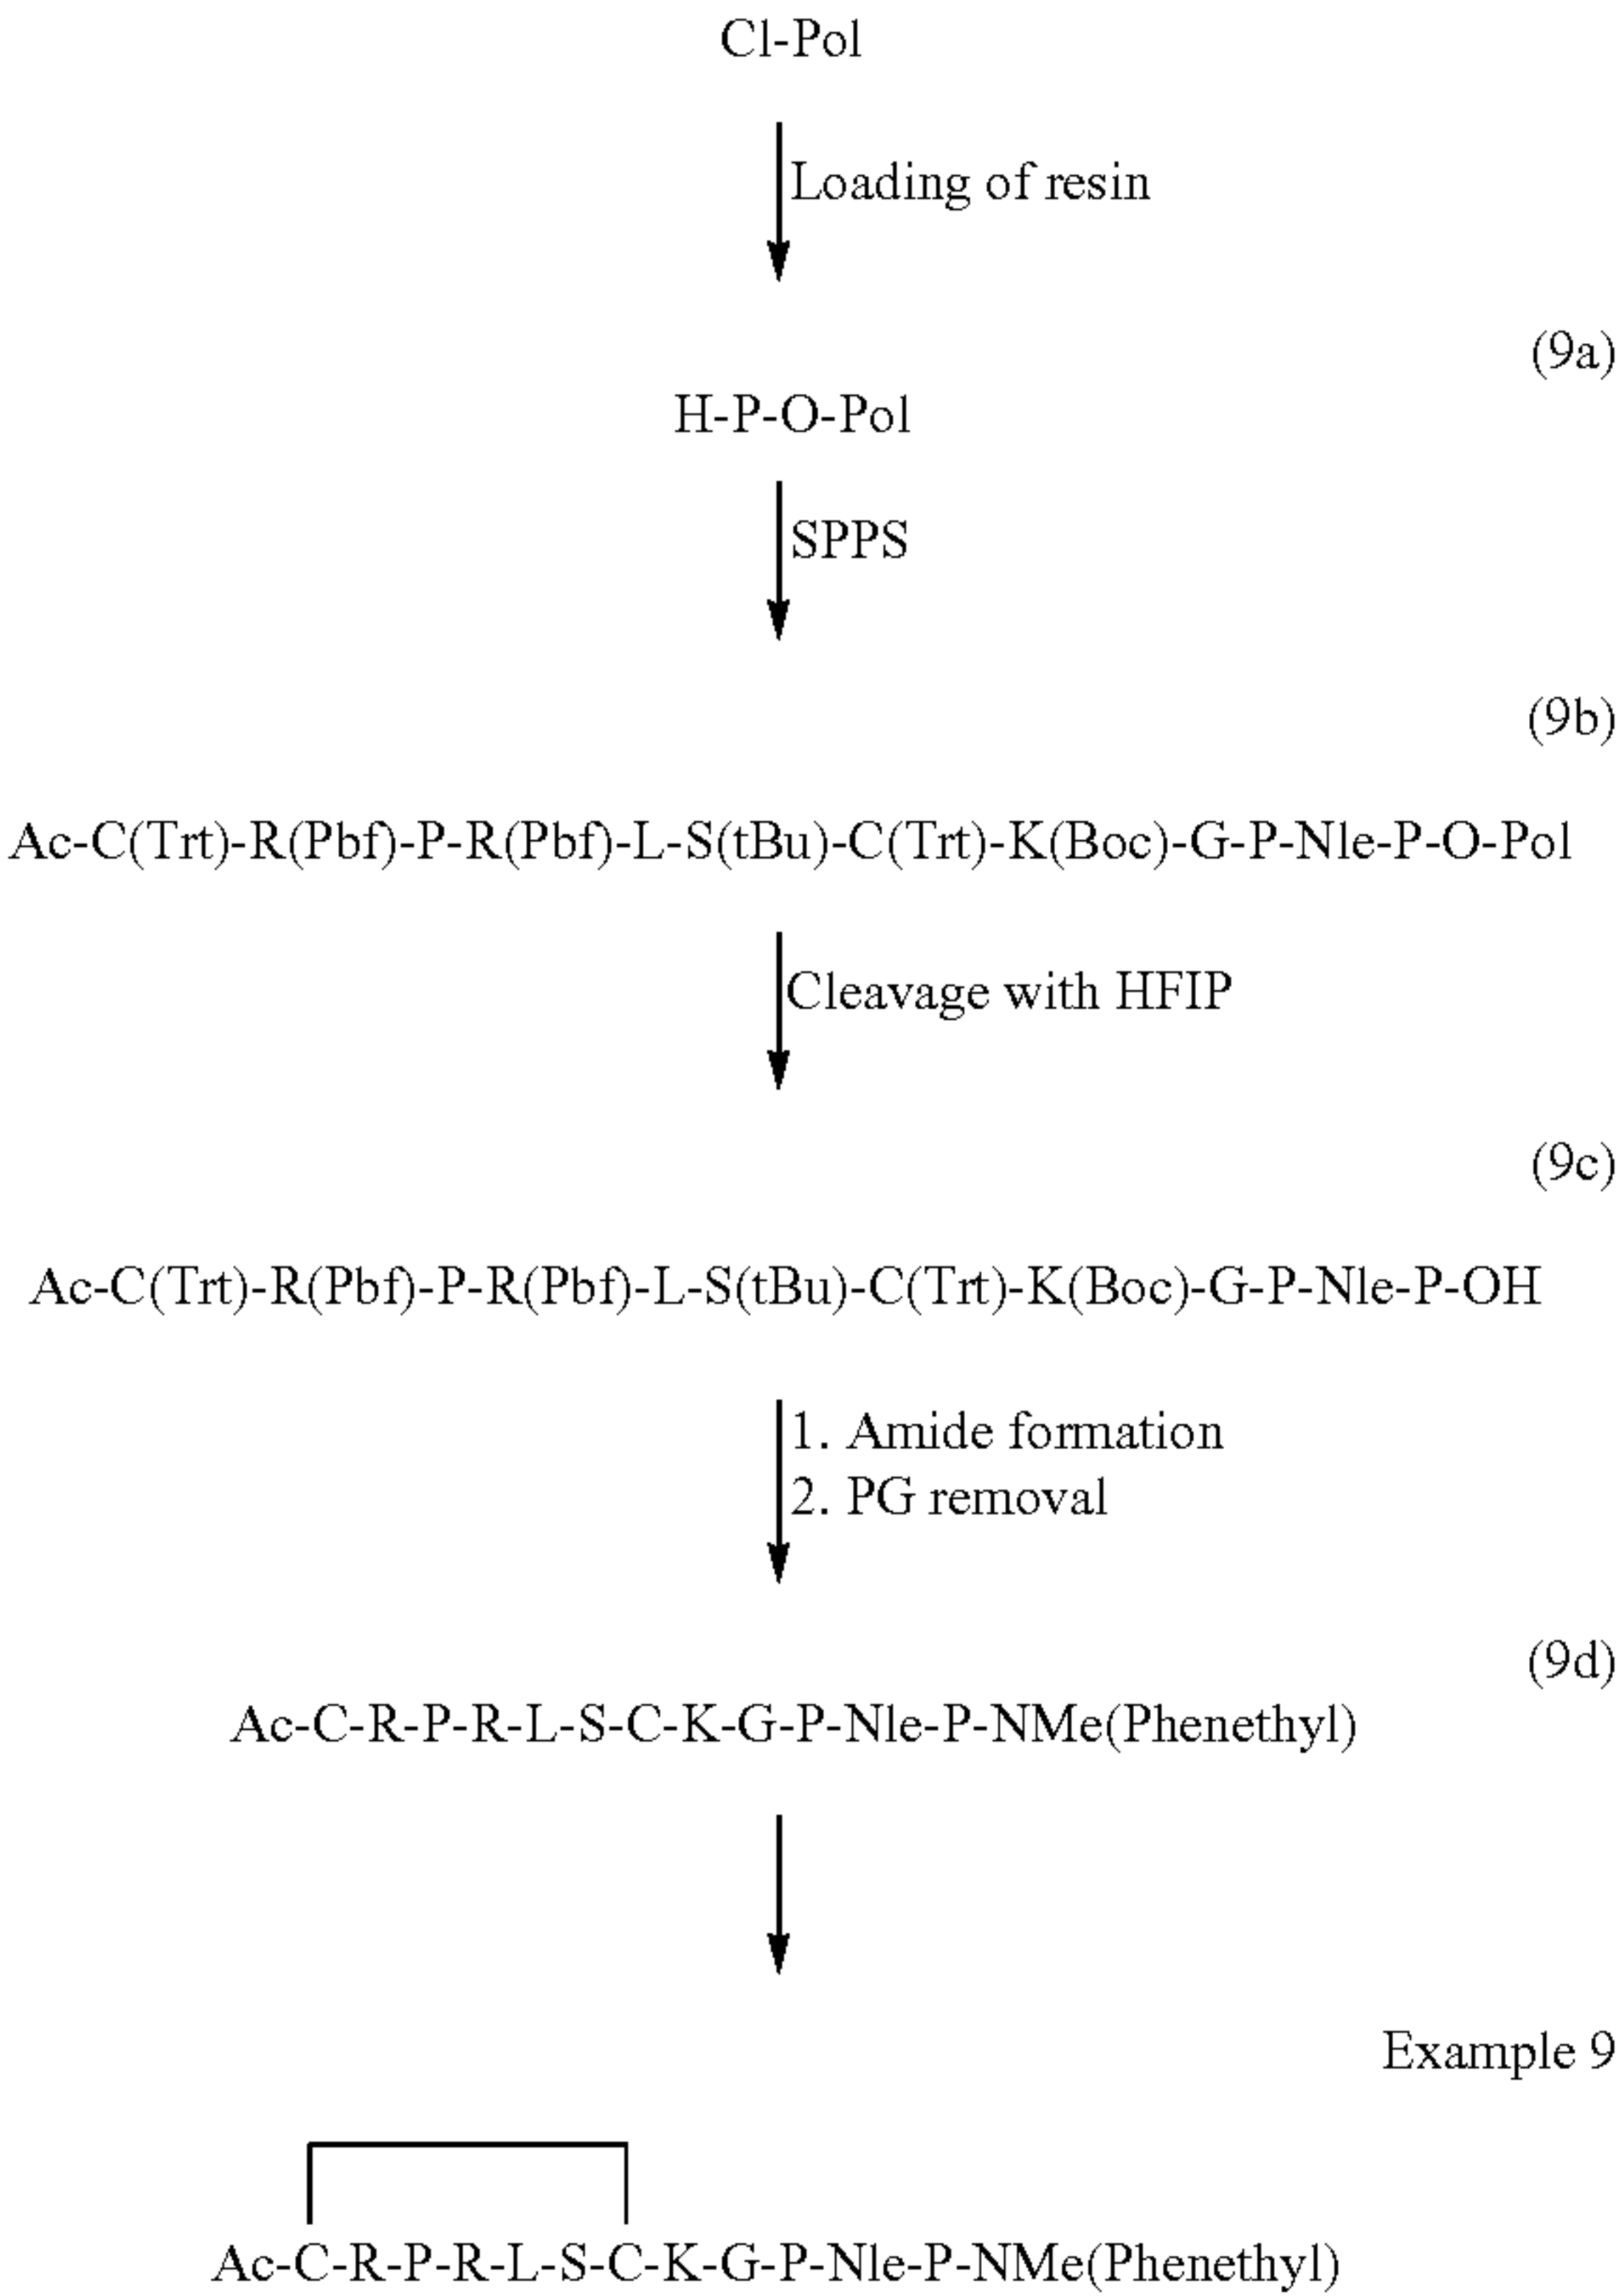 Cl-Pol
Loading of resin
(9a)
H-P-O-Pol
SPPS
(9b)
Ac-C(Trt)-R(Pbf)-P-R(Pbf)-L-S(tBu)-C(Trt)-K(Boc)-G-P-Nle-P-O-Pol
Cleavage with HFIP
(9c)
Ac-C(Trt)-R(Pbf)-P-R(Pbf)-L-S(tBu)-C(Trt)-K(Boc)-G-P-Nle-P-OH
1. Amide formation
2. PG removal
(9d)
Ac-C-R-P-R-L-S-C-K-G-P-Nle-P-NMe(Phenethyl)
Example 9
Ac-C-R-P-R-L-S-C-K-G-P-Nle-P-NMe(Phenethyl)